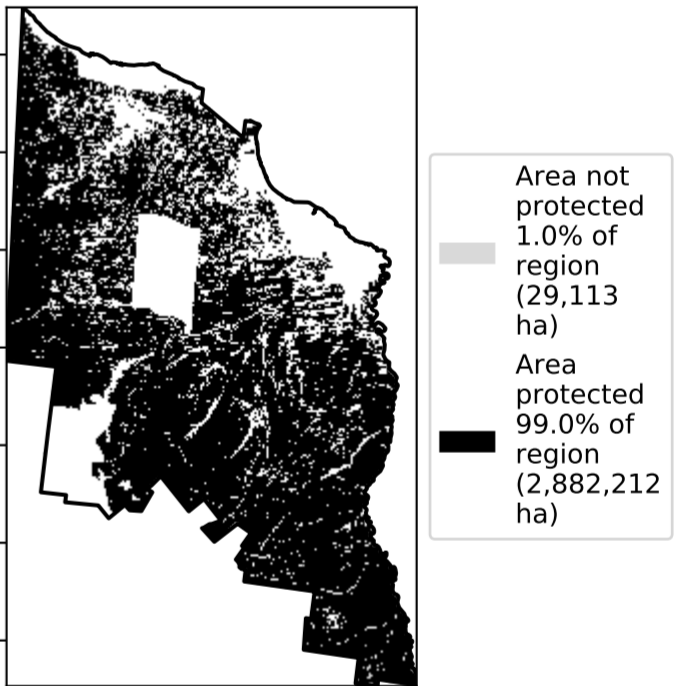 Area not
protected
1.0% of
region
(29,113
ha)
Area
protected
99.0% of
region
(2,882,212
ha)